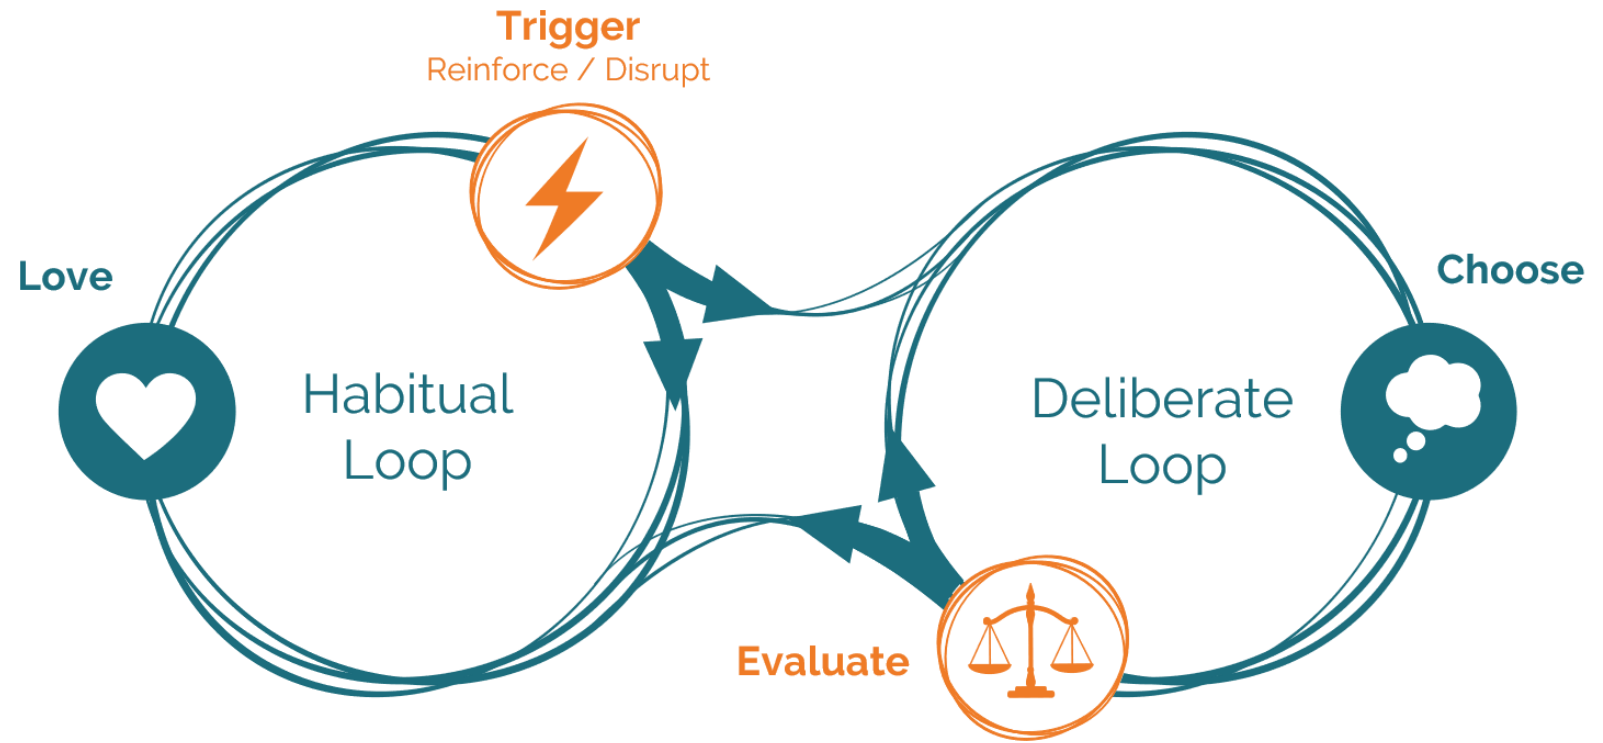 Trigger
Reinforce / Disrupt
Love
Choose
Habitual
Loop
Deliberate
Loop
Evaluate